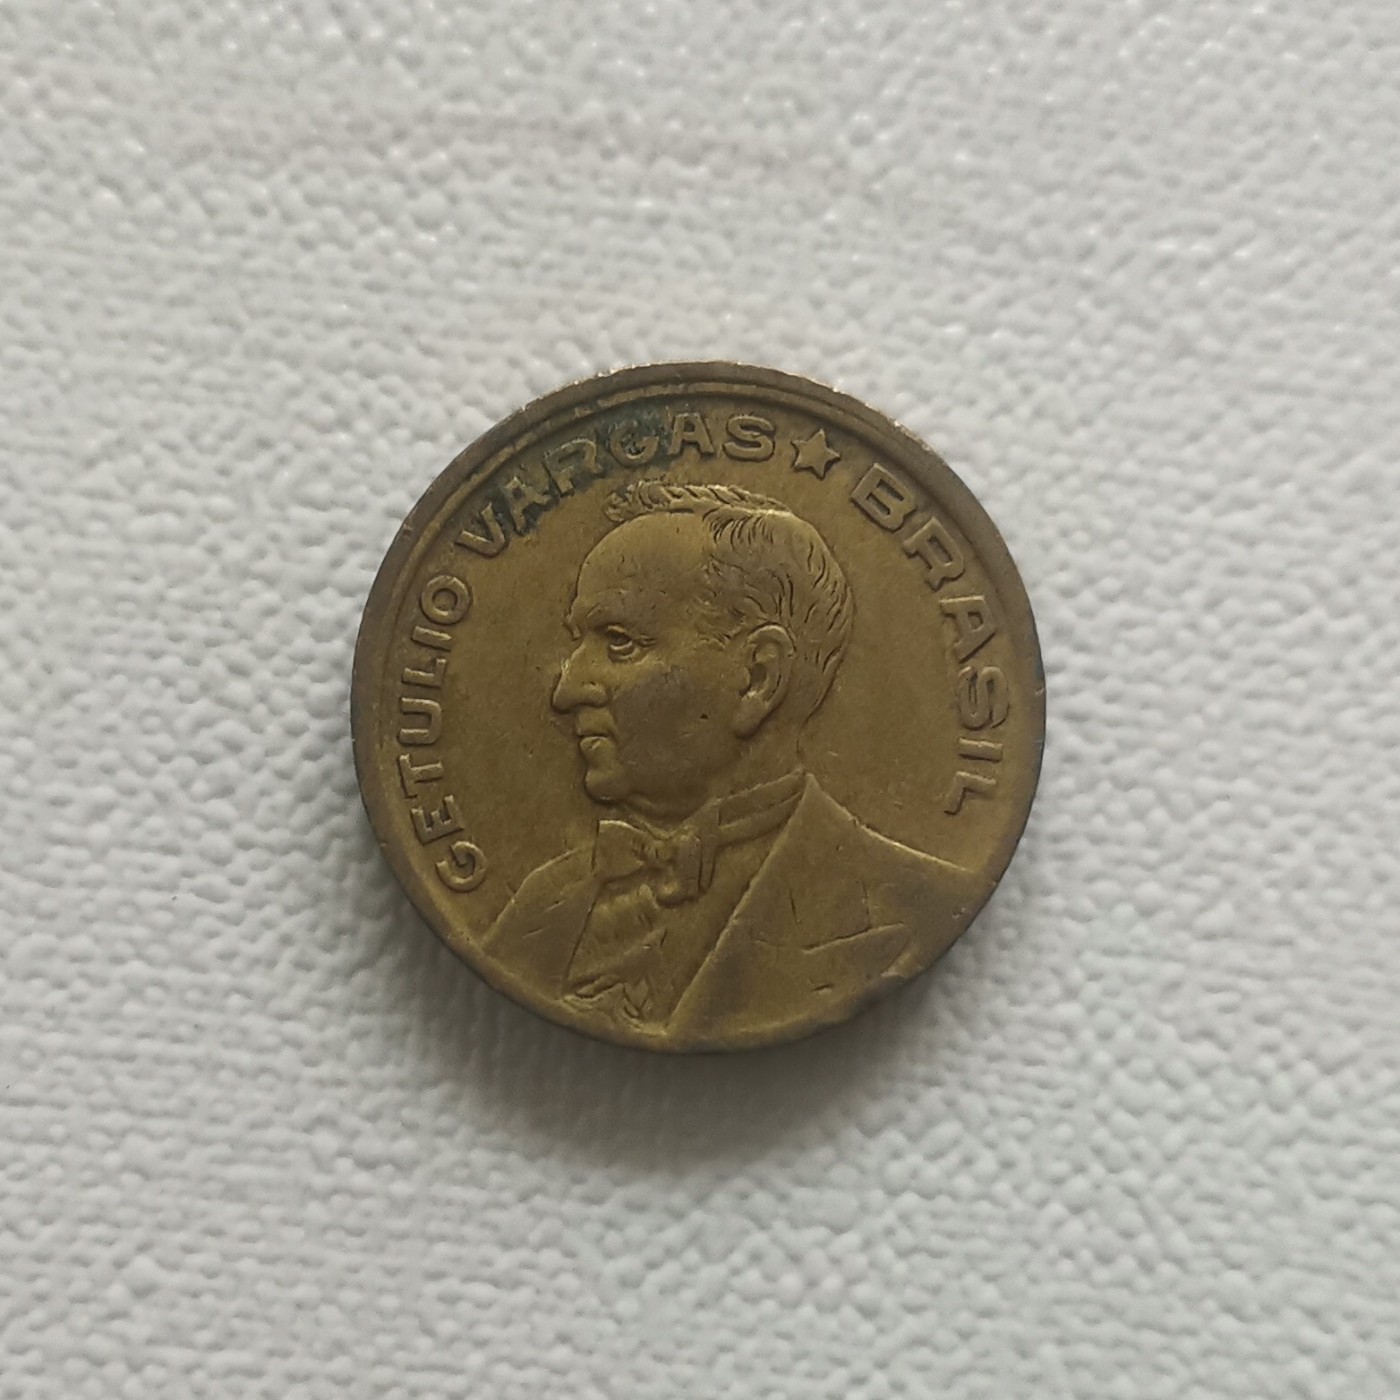 GETULIO VARGAS ★ BRASIL